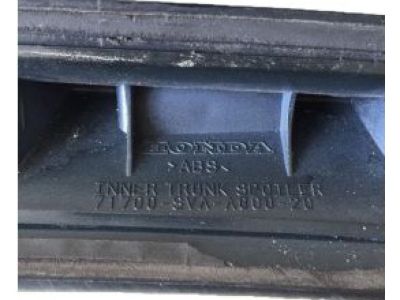 HONDA
>ABS<
INNER TRUNK SPOILER
71700-SVA-A000-20